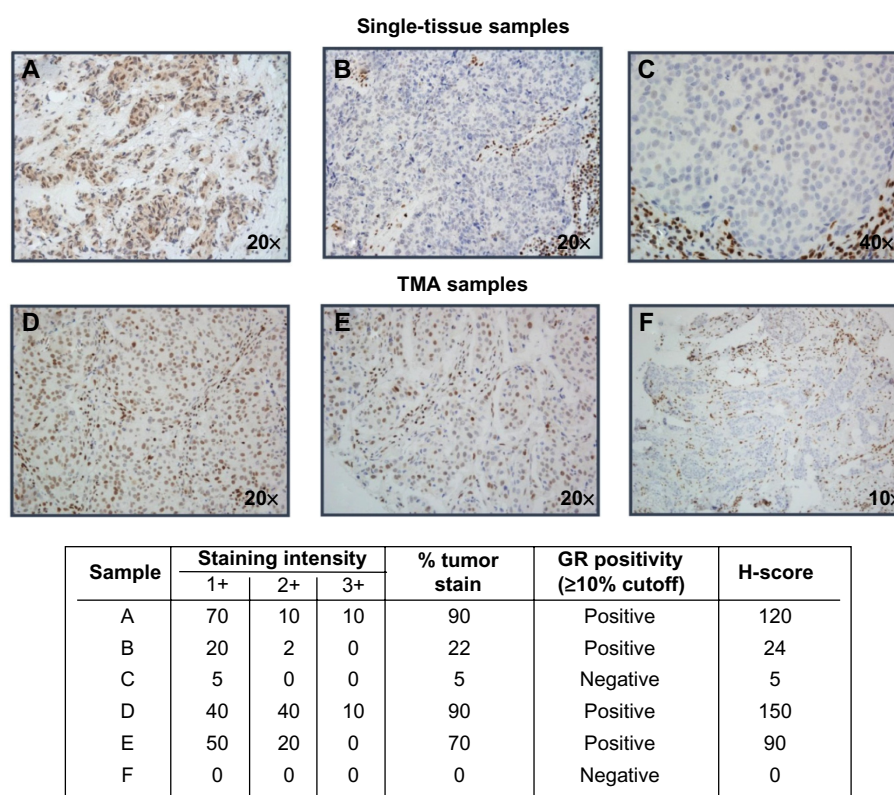 Single-tissue samples
A
B
C
20×
20×
40×
TMA samples
D
E
F
20×
20×
10×
Sample Staining intensity % tumor stain GR positivity (≥10% cutoff) H-score
1+ 2+ 3+
A 70 10 10 90 Positive 120
B 20 2 0 22 Positive 24
C 5 0 0 5 Negative 5
D 40 40 10 90 Positive 150
E 50 20 0 70 Positive 90
F 0 0 0 0 Negative 0